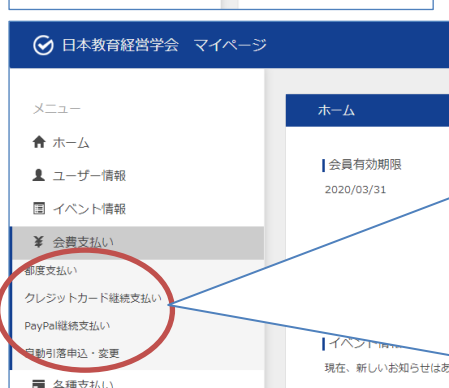 日本教育経営学会 マイページ
メニュー
ホーム
ユーザー情報
イベント情報
会費支払い
都度支払い
クレジットカード継続支払い
PayPal継続支払い
自動引落申込・変更
各種支払い
ホーム
会員有効期限
2020/03/31
イベント情報
現在、新しいお知らせはあ